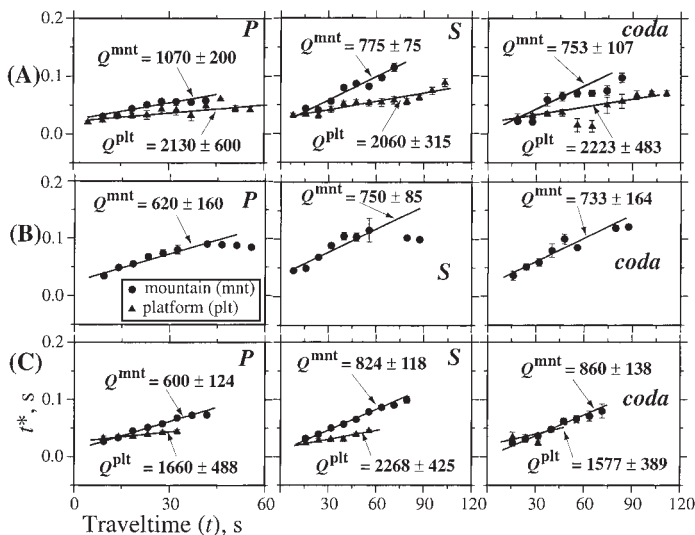 (A)
P
Q^mnt = 1070 ± 200
Q^plt = 2130 ± 600
S
Q^mnt = 775 ± 75
Q^plt = 2060 ± 315
coda
Q^mnt = 753 ± 107
Q^plt = 2223 ± 483
0.2
0.1
0.0
(B)
P
Q^mnt = 620 ± 160
mountain (mnt)
platform (plt)
S
Q^mnt = 750 ± 85
coda
Q^mnt = 733 ± 164
0.2
0.1
0.0
(C)
P
Q^mnt = 600 ± 124
Q^plt = 1660 ± 488
S
Q^mnt = 824 ± 118
Q^plt = 2268 ± 425
coda
Q^mnt = 860 ± 138
Q^plt = 1577 ± 389
0.2
0.1
0.0
t*, s
0 30 60 0 30 60 90 120 0 30 60 90 120
Traveltime (t), s